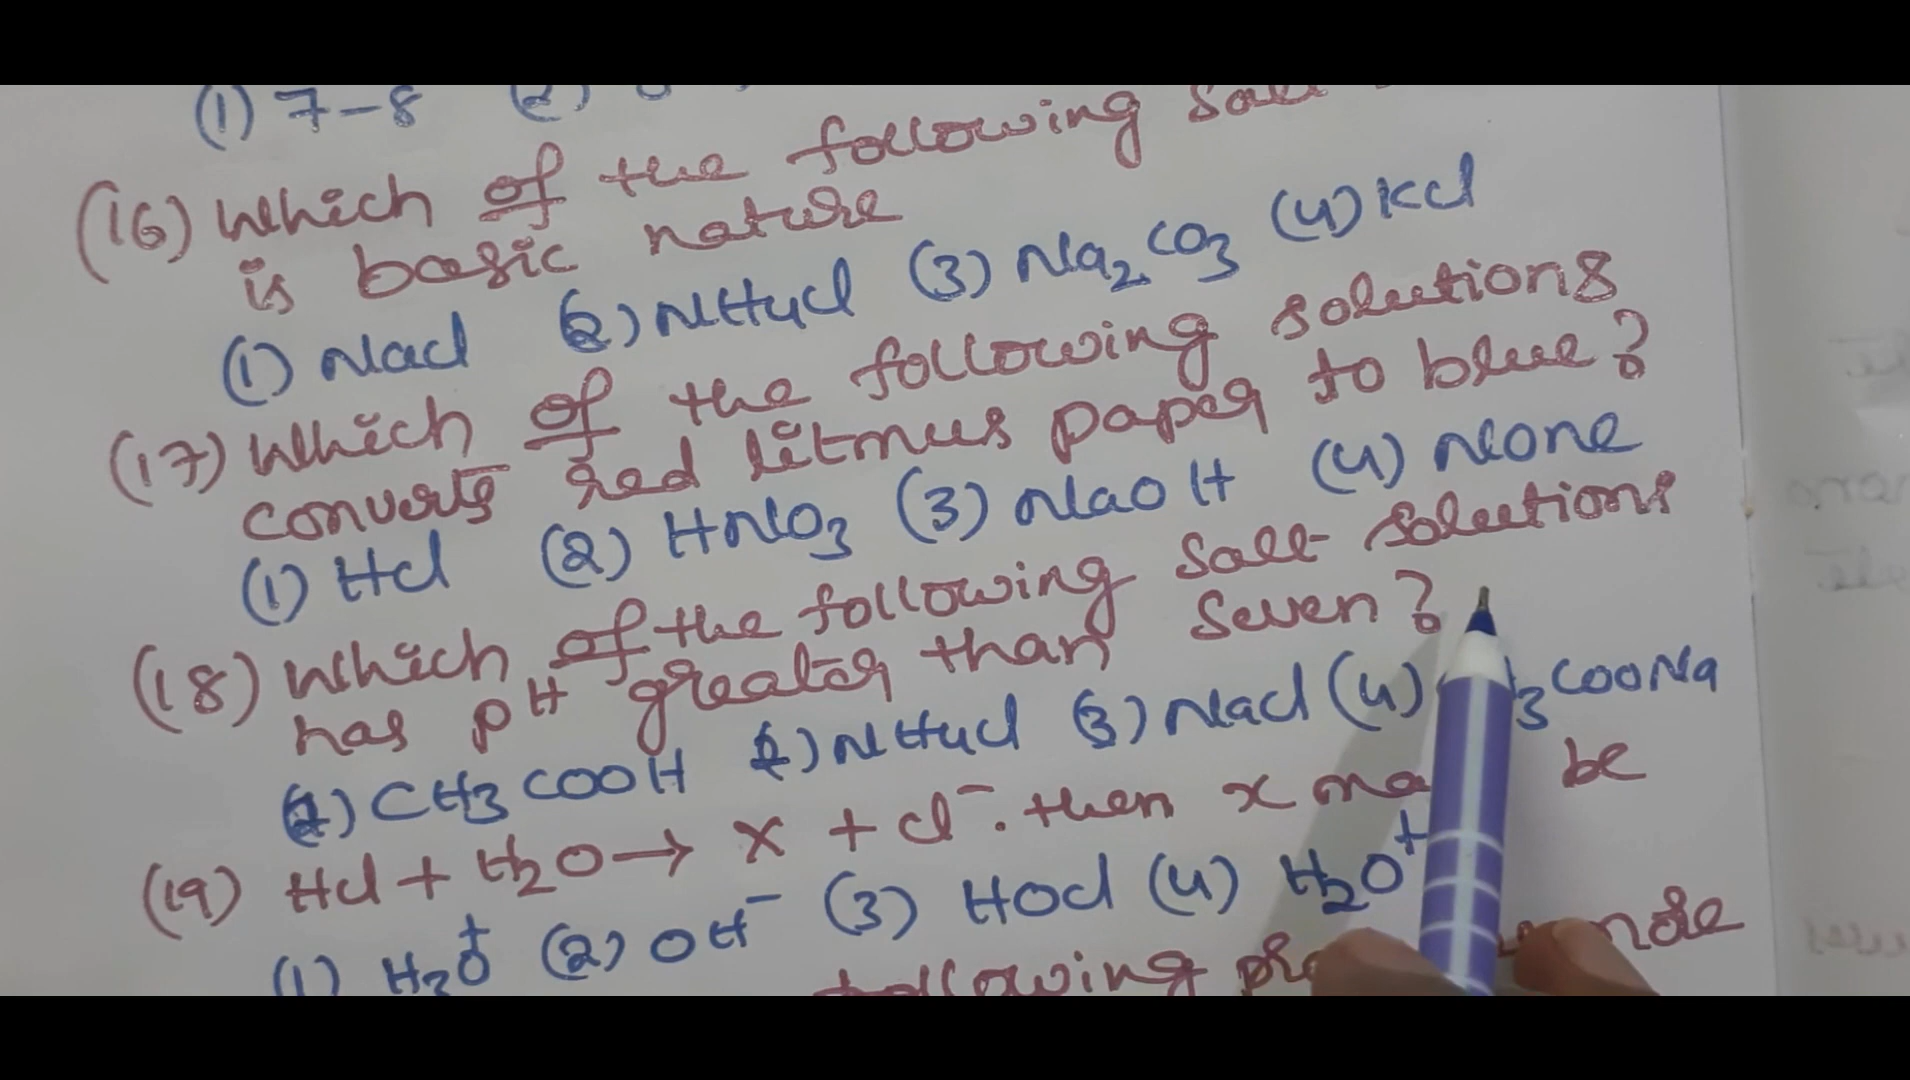 (1) 7-8 (2)
(16) Which of the following salt
is basic nature
(1) NaCl (2) NH4Cl (3) Na2CO3 (4) KCl
(17) Which of the following solutions
converts red litmus paper to blue?
(1) HCl (2) HNO3 (3) NaOH (4) None
(18) Which of the following salt solutions
has pH greater than seven?
(1) CH3COOH (2) NH4Cl (3) NaCl (4) 3COONa
(19) HCl + H2O → X + Cl⁻. then x may be
(1) H3O⁺ (2) OH⁻ (3) HOCl (4) H2O⁺
following